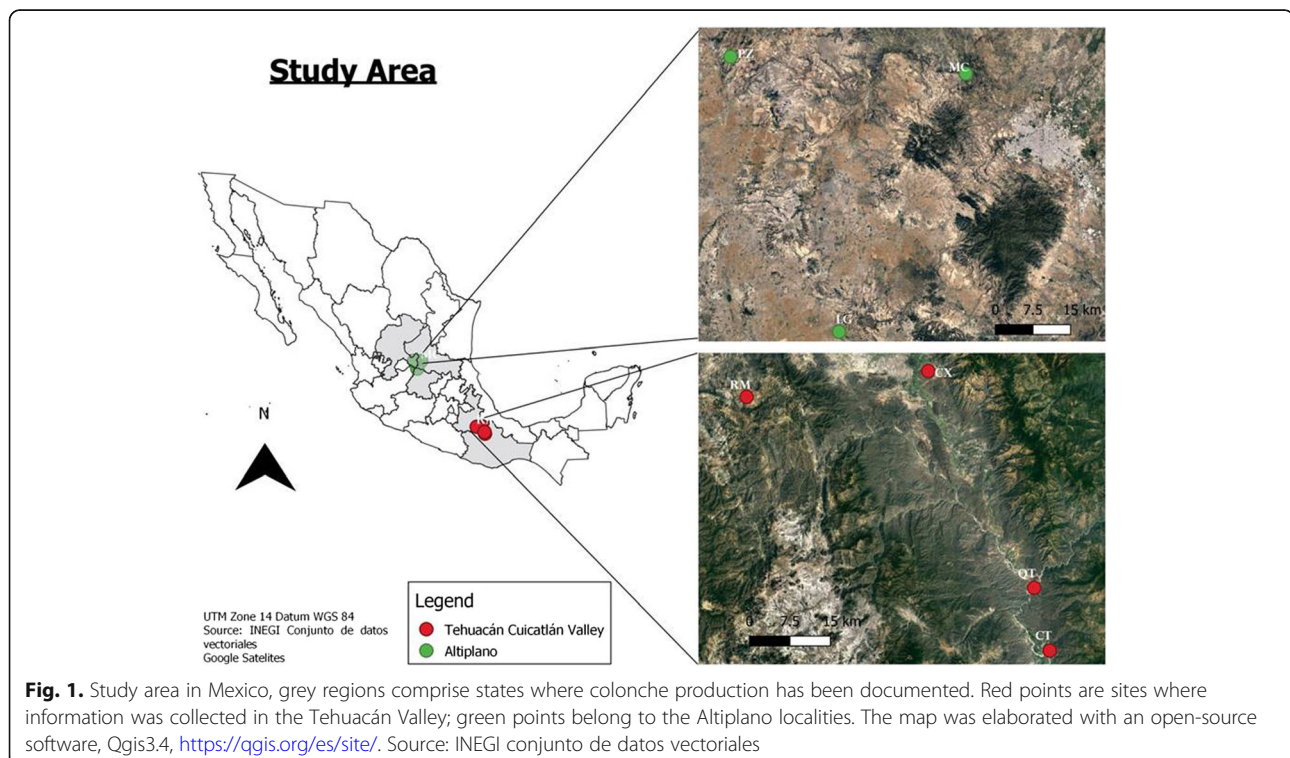 Study Area
PZ
MC
LG
0 7.5 15 km
N
RM
CX
QT
CT
0 7.5 15 km
UTM Zone 14 Datum WGS 84
Source: INEGI Conjunto de datos
vectoriales
Google Satelites
Legend
Tehuacán Cuicatlán Valley
Altiplano
Fig. 1. Study area in Mexico, grey regions comprise states where colonche production has been documented. Red points are sites where
information was collected in the Tehuacán Valley; green points belong to the Altiplano localities. The map was elaborated with an open-source
software, Qgis3.4, https://qgis.org/es/site/. Source: INEGI conjunto de datos vectoriales